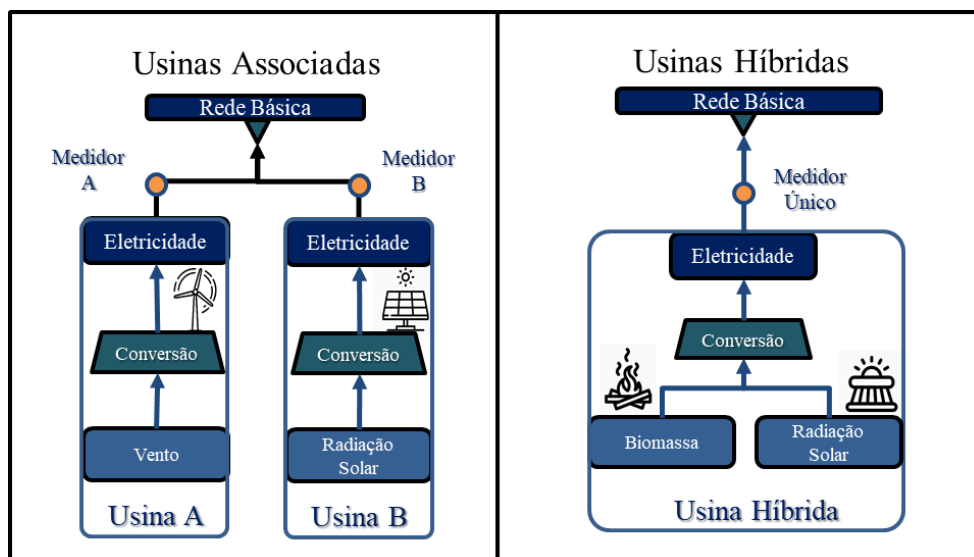 Usinas Associadas
Rede Básica
Medidor
A
Medidor
B
Eletricidade
Eletricidade
Conversão
Conversão
Vento
Radiação
Solar
Usina A
Usina B
Usinas Híbridas
Rede Básica
Medidor
Único
Eletricidade
Conversão
Biomassa
Radiação
Solar
Usina Híbrida